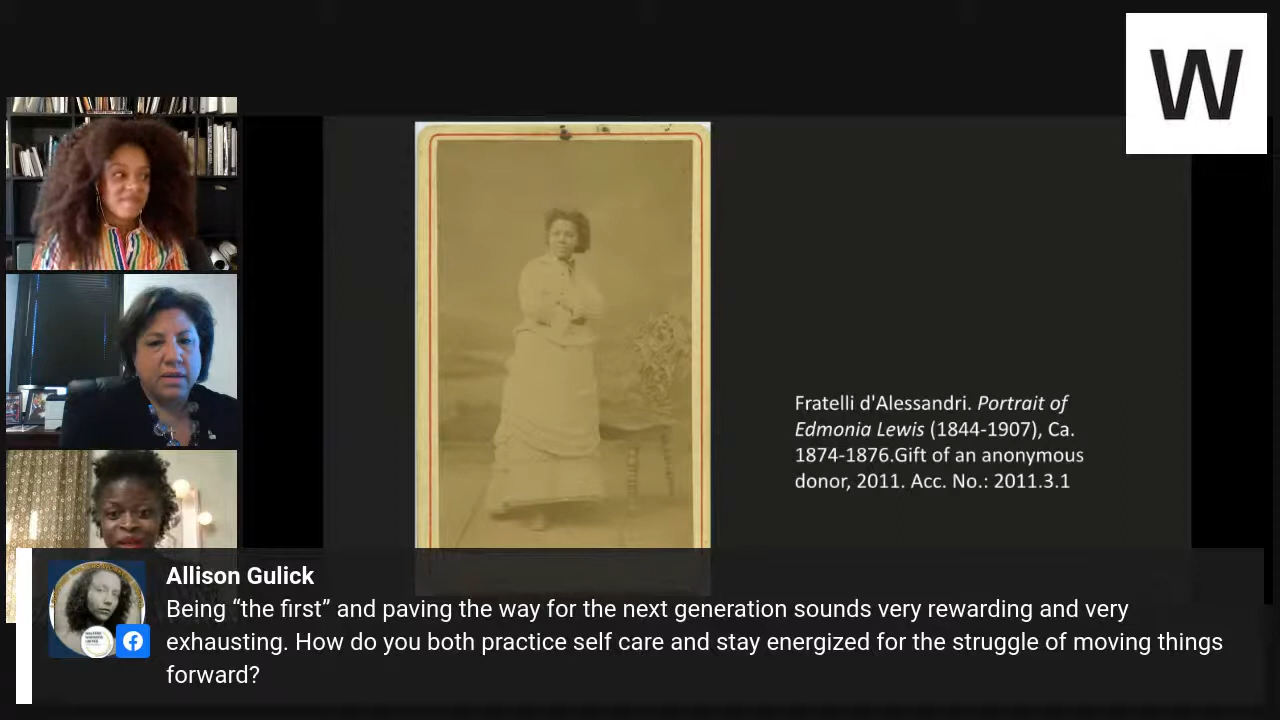 W
Fratelli d'Alessandri. Portrait of
Edmonia Lewis (1844-1907), Ca.
1874-1876.Gift of an anonymous
donor, 2011. Acc. No.: 2011.3.1
Allison Gulick
Being “the first” and paving the way for the next generation sounds very rewarding and very
exhausting. How do you both practice self care and stay energized for the struggle of moving things
forward?